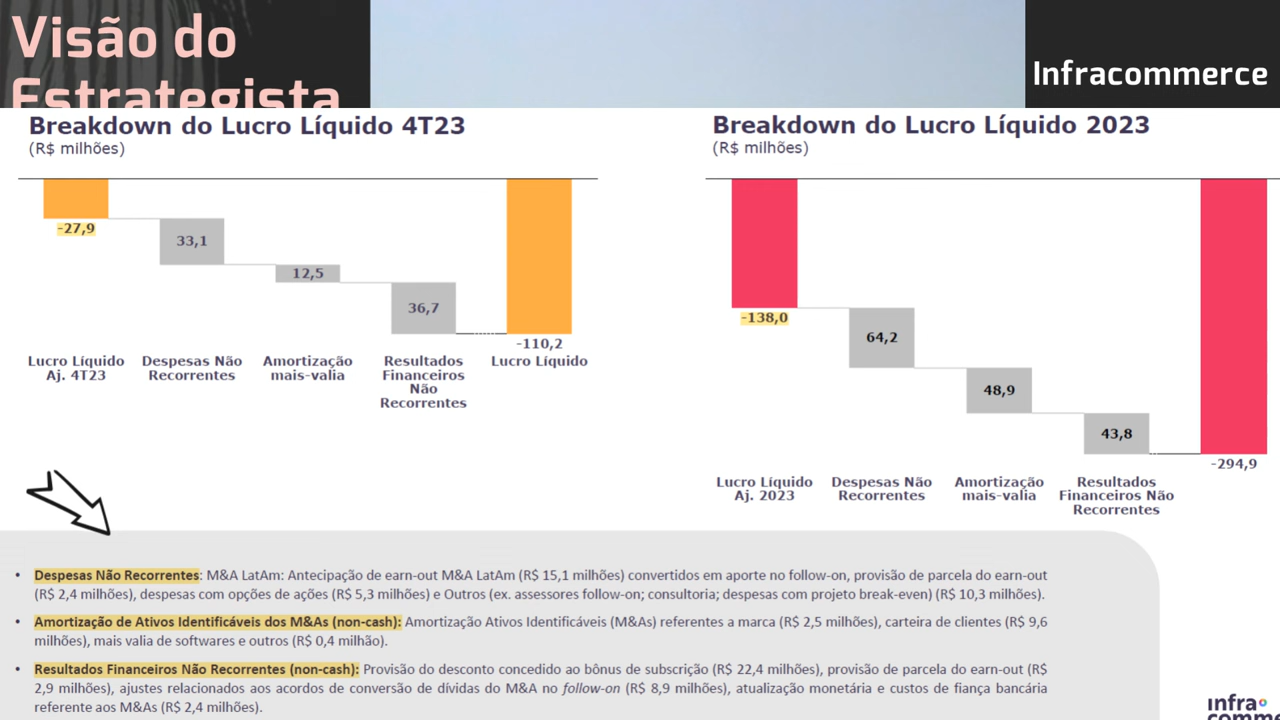 Visão do
Estrategista
Infracommerce
Breakdown do Lucro Líquido 4T23
(R$ milhões)
-27,9
33,1
12,5
36,7
-110,2
Lucro Líquido
Aj. 4T23
Despesas Não
Recorrentes
Amortização
mais-valia
Resultados
Financeiros
Não
Recorrentes
Lucro Líquido
Breakdown do Lucro Líquido 2023
(R$ milhões)
-138,0
64,2
48,9
43,8
-294,9
Lucro Líquido
Aj. 2023
Despesas Não
Recorrentes
Amortização
mais-valia
Resultados
Financeiros Não
Recorrentes
• Despesas Não Recorrentes: M&A LatAm: Antecipação de earn-out M&A LatAm (R$ 15,1 milhões) convertidos em aporte no follow-on, provisão de parcela do earn-out
(R$ 2,4 milhões), despesas com opções de ações (R$ 5,3 milhões) e Outros (ex. assessores follow-on; consultoria; despesas com projeto break-even) (R$ 10,3 milhões).
• Amortização de Ativos Identificáveis dos M&As (non-cash): Amortização Ativos Identificáveis (M&As) referentes a marca (R$ 2,5 milhões), carteira de clientes (R$ 9,6
milhões), mais valia de softwares e outros (R$ 0,4 milhão).
• Resultados Financeiros Não Recorrentes (non-cash): Provisão do desconto concedido ao bônus de subscrição (R$ 22,4 milhões), provisão de parcela do earn-out (R$
2,9 milhões), ajustes relacionados aos acordos de conversão de dívidas do M&A no follow-on (R$ 8,9 milhões), atualização monetária e custos de fiança bancária
referente aos M&As (R$ 2,4 milhões).
infra
comme